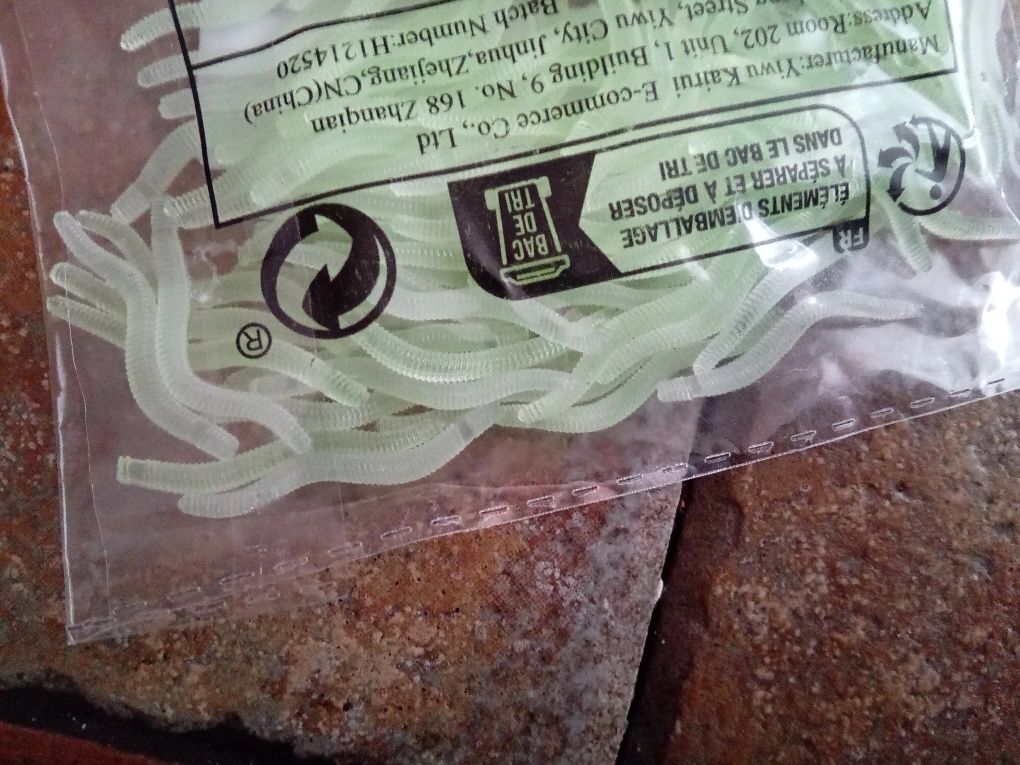 Manufacturer:Yiwu Kairui E-commerce Co., Ltd
Address:Room 202, Unit 1, Building 9, No. 168 Zhanqian
Street, Yiwu City, Jinhua,Zhejiang,CN(China)
Batch Number:H1214520
FR
ÉLÉMENTS D'EMBALLAGE
À SÉPARER ET À DÉPOSER
DANS LE BAC DE TRI
BAC
DE
TRI
®